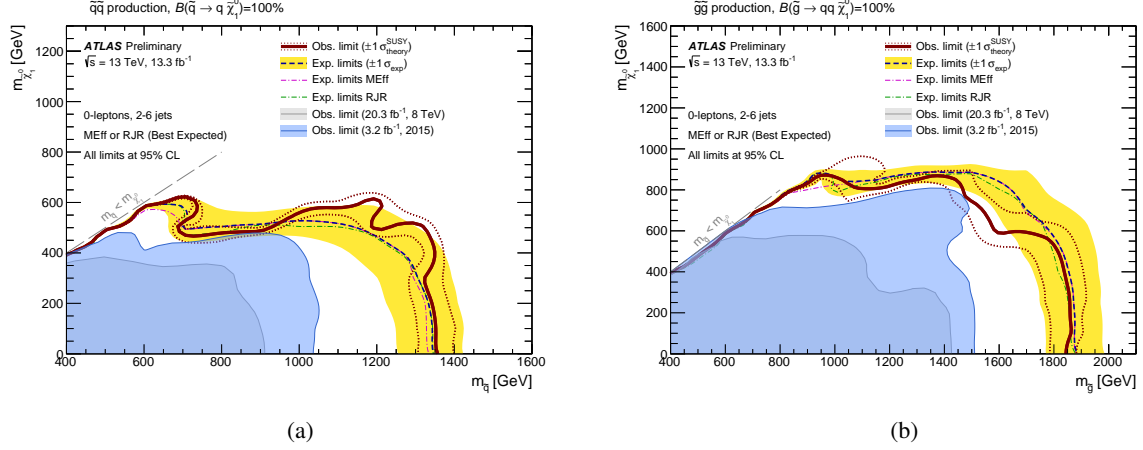 q̃q̃ production, B(q̃ → q χ̃₁⁰)=100%
m_χ̃₁⁰ [GeV]
ATLAS Preliminary
√s = 13 TeV, 13.3 fb⁻¹
0-leptons, 2-6 jets
MEff or RJR (Best Expected)
All limits at 95% CL
Obs. limit (±1 σ_theory^SUSY)
Exp. limits (±1 σ_exp)
Exp. limits MEff
Exp. limits RJR
Obs. limit (20.3 fb⁻¹, 8 TeV)
Obs. limit (3.2 fb⁻¹, 2015)
m_q̃ < m_χ̃₁⁰
1200
1000
800
600
400
200
0
400 600 800 1000 1200 1400 1600
m_q̃ [GeV]
(a)
g̃g̃ production, B(g̃ → qq χ̃₁⁰)=100%
m_χ̃₁⁰ [GeV]
ATLAS Preliminary
√s = 13 TeV, 13.3 fb⁻¹
0-leptons, 2-6 jets
MEff or RJR (Best Expected)
All limits at 95% CL
Obs. limit (±1 σ_theory^SUSY)
Exp. limits (±1 σ_exp)
Exp. limits MEff
Exp. limits RJR
Obs. limit (20.3 fb⁻¹, 8 TeV)
Obs. limit (3.2 fb⁻¹, 2015)
m_g̃ < m_χ̃₁⁰
1600
1400
1200
1000
800
600
400
200
0
400 600 800 1000 1200 1400 1600 1800 2000
m_g̃ [GeV]
(b)